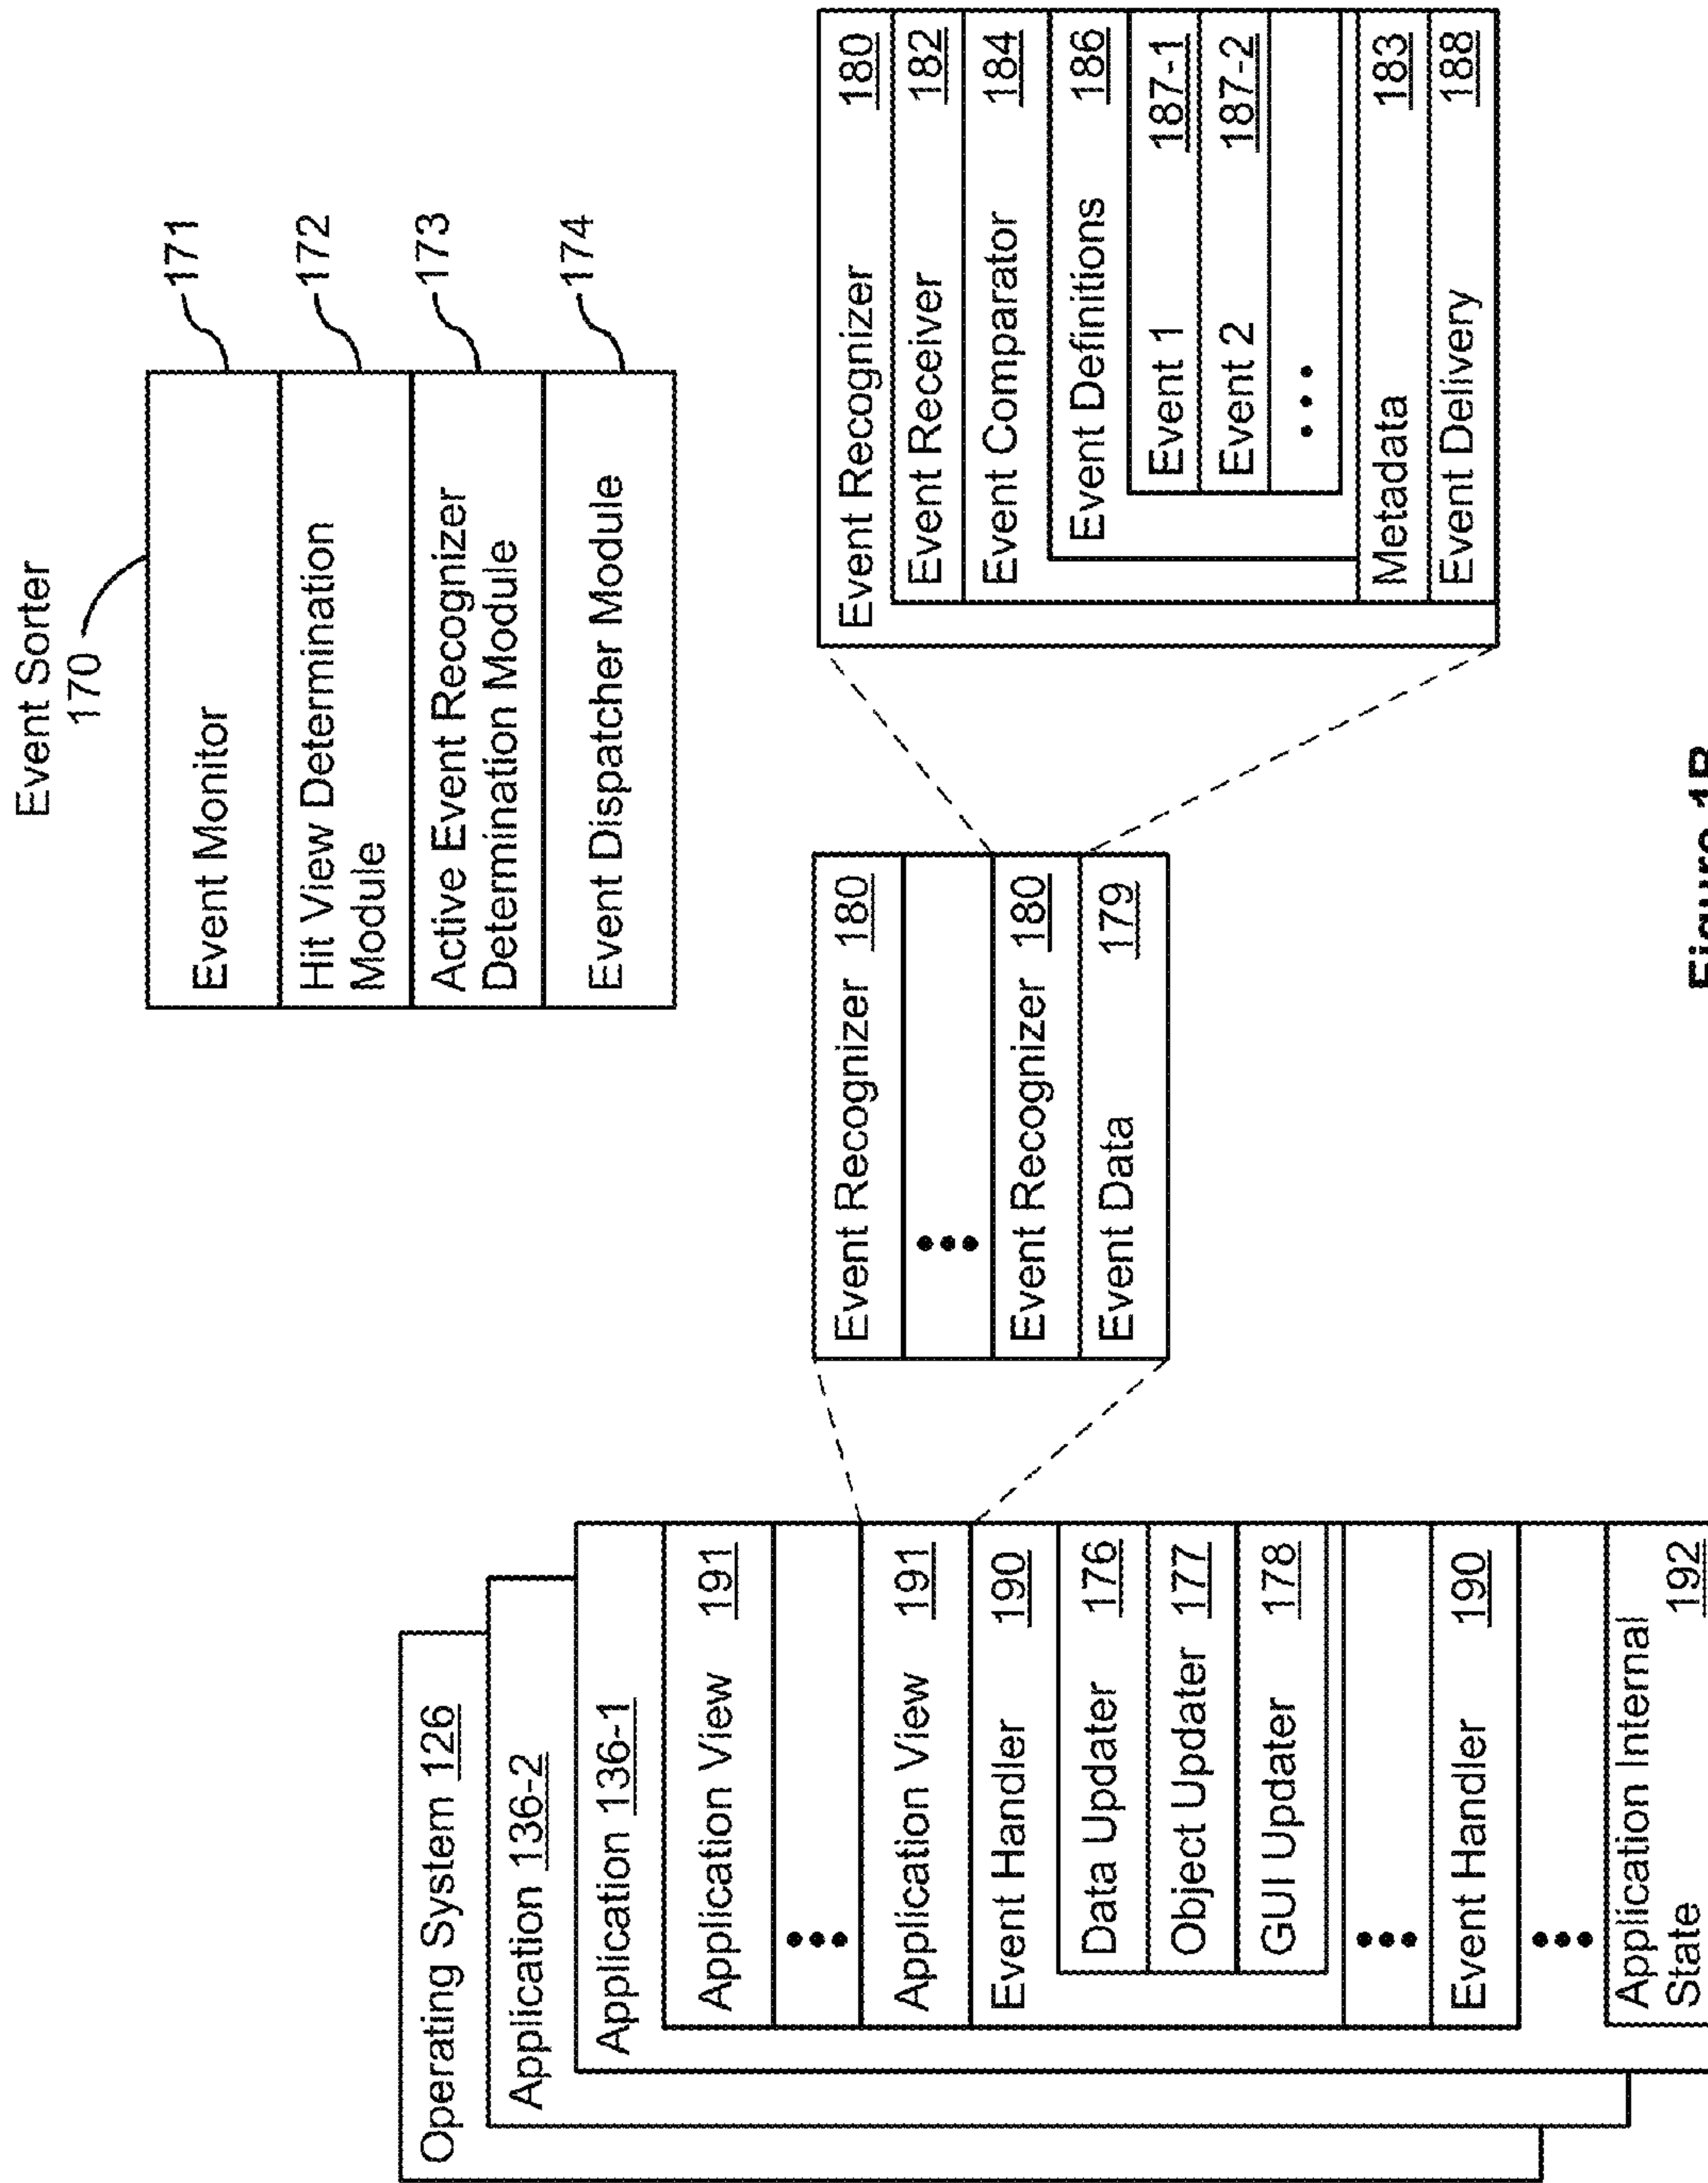 Event Sorter
170
Event Monitor
171
Hit View Determination
Module
172
Active Event Recognizer
Determination Module
173
Event Dispatcher Module
174
Operating System 126
Application 136-2
Application 136-1
Application View 191
Application View 191
Event Handler 190
Data Updater 176
Object Updater 177
GUI Updater 178
Event Handler 190
Application Internal
State 192
Event Recognizer 180
Event Recognizer 180
Event Data 179
Event Recognizer 180
Event Receiver 182
Event Comparator 184
Event Definitions 186
Event 1 187-1
Event 2 187-2
Metadata 183
Event Delivery 188
Figure 1B